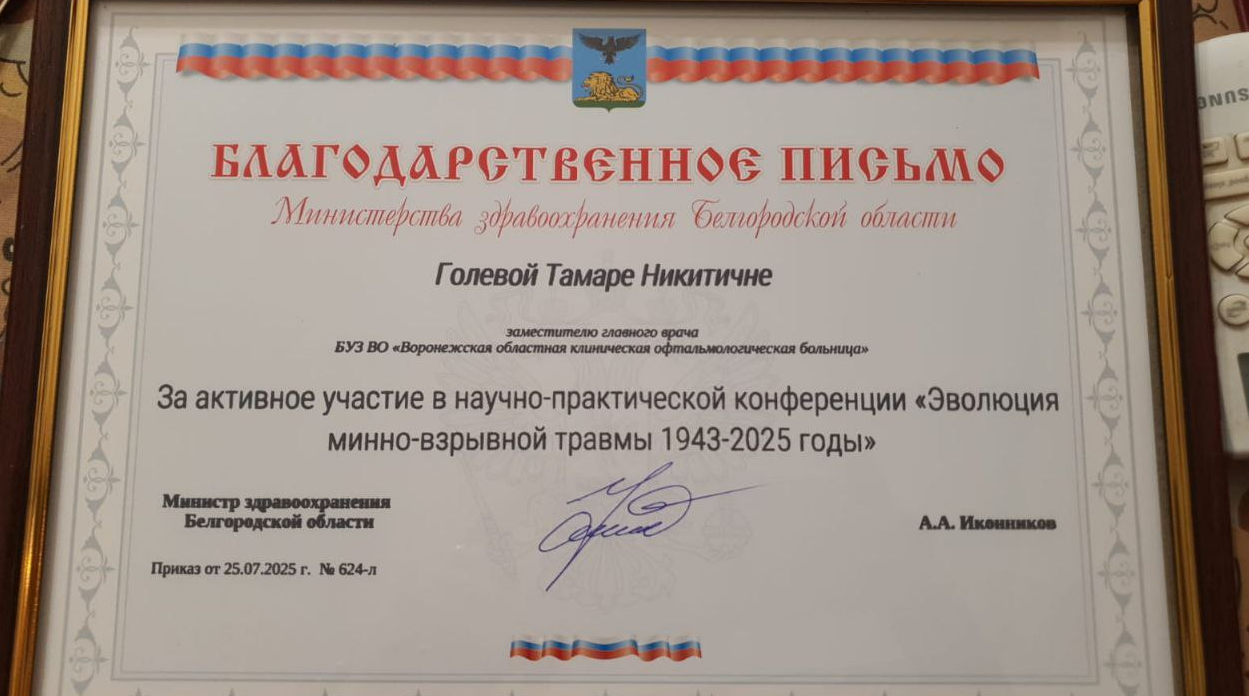 БЛАГОДАРСТВЕННОЕ ПИСЬМО
Министерства здравоохранения Белгородской области
Голевой Тамаре Никитичне
заместителю главного врача
БУЗ ВО «Воронежская областная клиническая офтальмологическая больница»
За активное участие в научно-практической конференции «Эволюция
минно-взрывной травмы 1943-2025 годы»
Министр здравоохранения
Белгородской области
А.А. Иконников
Приказ от 25.07.2025 г. № 624-л